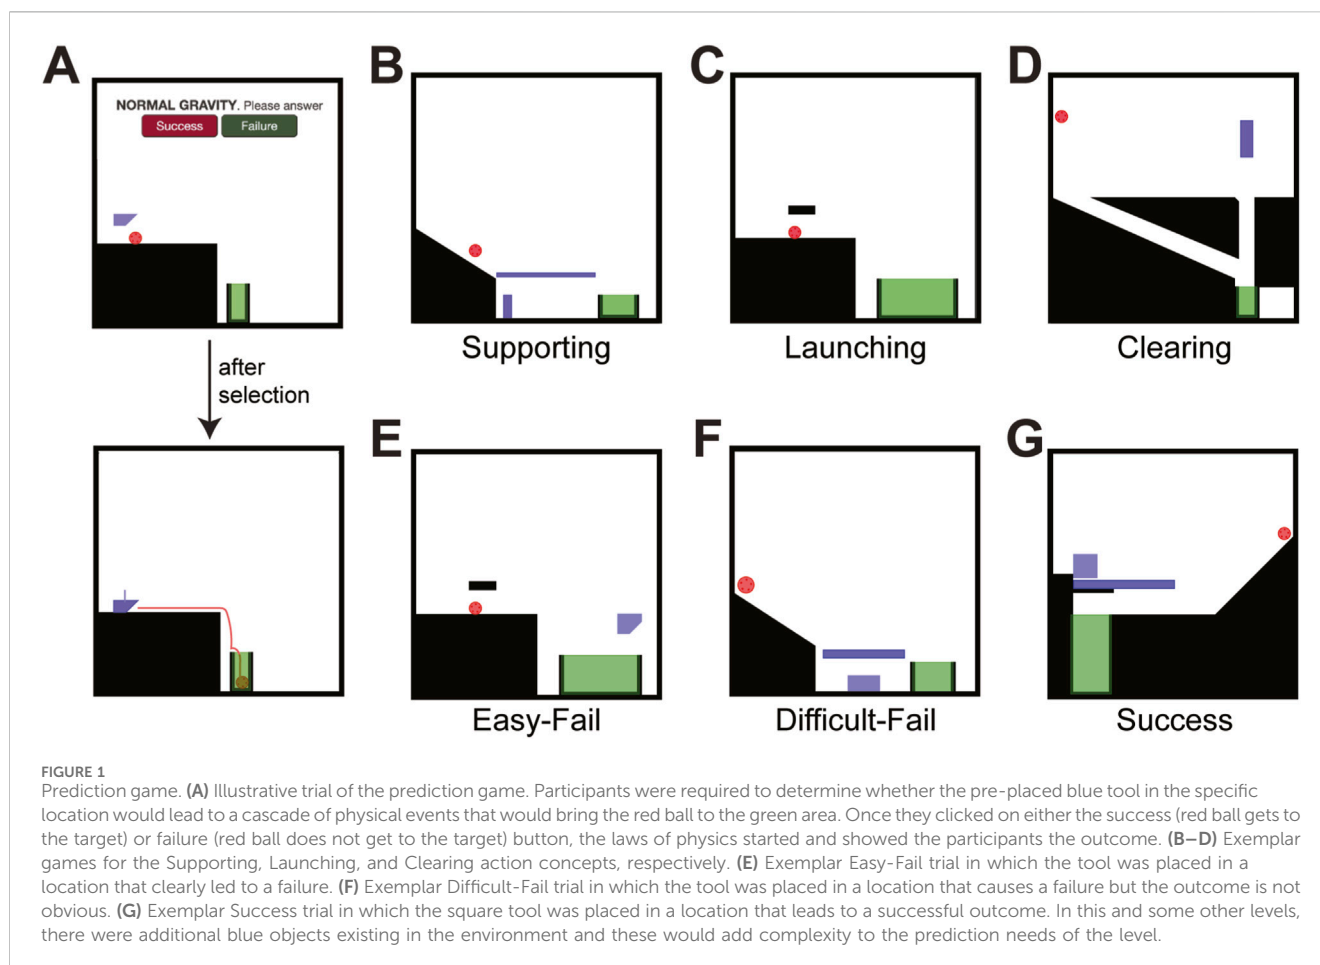 A
NORMAL GRAVITY. Please answer
Success Failure
after
selection
B
Supporting
C
Launching
D
Clearing
E
Easy-Fail
F
Difficult-Fail
G
Success
FIGURE 1
Prediction game. (A) Illustrative trial of the prediction game. Participants were required to determine whether the pre-placed blue tool in the specific
location would lead to a cascade of physical events that would bring the red ball to the green area. Once they clicked on either the success (red ball gets to
the target) or failure (red ball does not get to the target) button, the laws of physics started and showed the participants the outcome. (B–D) Exemplar
games for the Supporting, Launching, and Clearing action concepts, respectively. (E) Exemplar Easy-Fail trial in which the tool was placed in a
location that clearly led to a failure. (F) Exemplar Difficult-Fail trial in which the tool was placed in a location that causes a failure but the outcome is not
obvious. (G) Exemplar Success trial in which the square tool was placed in a location that leads to a successful outcome. In this and some other levels,
there were additional blue objects existing in the environment and these would add complexity to the prediction needs of the level.